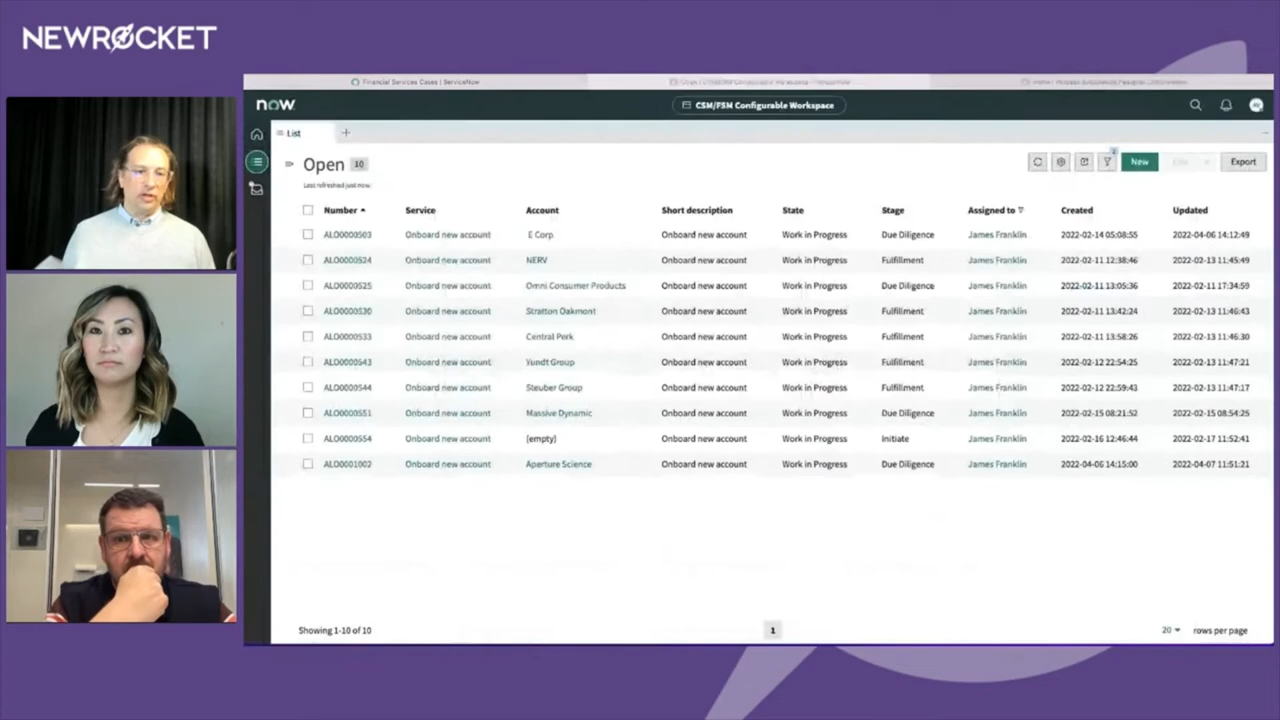 NEWROCKET
Financial Services Cases | ServiceNow
now
CSM/FSM Configurable Workspace
List
Open 10
Last refreshed just now.
New
Export
Number Service Account Short description State Stage Assigned to Created Updated
ALO0000503 Onboard new account E Corp Onboard new account Work in Progress Due Diligence James Franklin 2022-02-14 05:08:55 2022-04-06 14:12:49
ALO0000524 Onboard new account NERV Onboard new account Work in Progress Fulfillment James Franklin 2022-02-11 12:38:46 2022-02-13 11:45:49
ALO0000525 Onboard new account Omni Consumer Products Onboard new account Work in Progress Due Diligence James Franklin 2022-02-11 13:05:36 2022-02-11 17:34:59
ALO0000530 Onboard new account Stratton Oakmont Onboard new account Work in Progress Fulfillment James Franklin 2022-02-11 13:42:24 2022-02-13 11:46:43
ALO0000533 Onboard new account Central Perk Onboard new account Work in Progress Fulfillment James Franklin 2022-02-11 13:58:26 2022-02-13 11:46:30
ALO0000543 Onboard new account Yundt Group Onboard new account Work in Progress Fulfillment James Franklin 2022-02-12 22:54:25 2022-02-13 11:47:21
ALO0000544 Onboard new account Steuber Group Onboard new account Work in Progress Fulfillment James Franklin 2022-02-12 22:59:43 2022-02-13 11:47:17
ALO0000551 Onboard new account Massive Dynamic Onboard new account Work in Progress Due Diligence James Franklin 2022-02-15 08:21:52 2022-02-15 08:54:25
ALO0000554 Onboard new account (empty) Onboard new account Work in Progress Initiate James Franklin 2022-02-16 12:46:44 2022-02-17 11:52:41
ALO0001002 Onboard new account Aperture Science Onboard new account Work in Progress Due Diligence James Franklin 2022-04-06 14:15:00 2022-04-07 11:51:21
Showing 1-10 of 10
1
20 rows per page